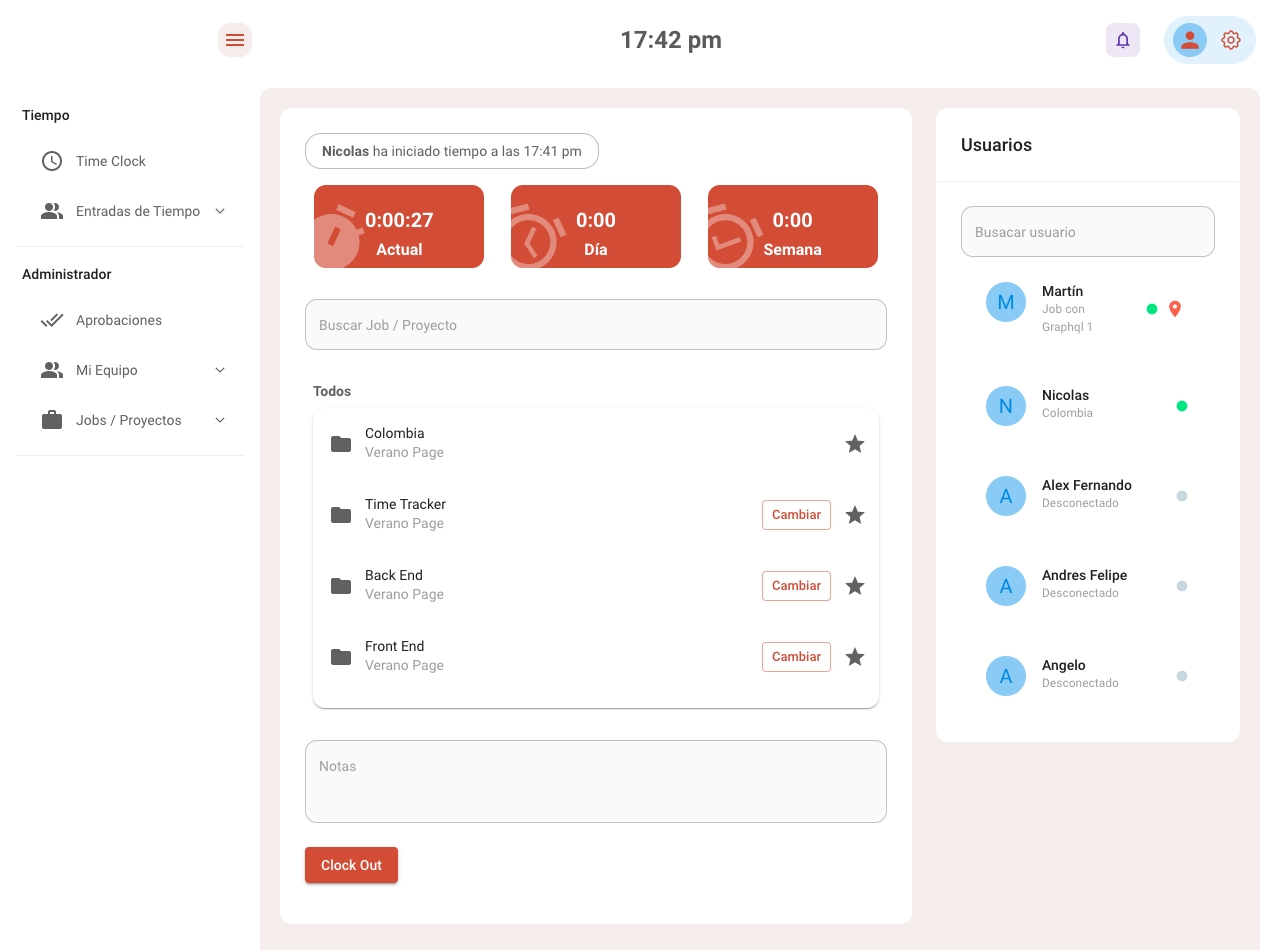 17:42 pm
Tiempo
Time Clock
Entradas de Tiempo
Administrador
Aprobaciones
Mi Equipo
Jobs / Proyectos
Nicolas ha iniciado tiempo a las 17:41 pm
0:00:27
Actual
0:00
Día
0:00
Semana
Buscar Job / Proyecto
Todos
Colombia
Verano Page
Time Tracker
Verano Page
Cambiar
Back End
Verano Page
Cambiar
Front End
Verano Page
Cambiar
Notas
Clock Out
Usuarios
Busacar usuario
M
Martín
Job con
Graphql 1
N
Nicolas
Colombia
A
Alex Fernando
Desconectado
A
Andres Felipe
Desconectado
A
Angelo
Desconectado